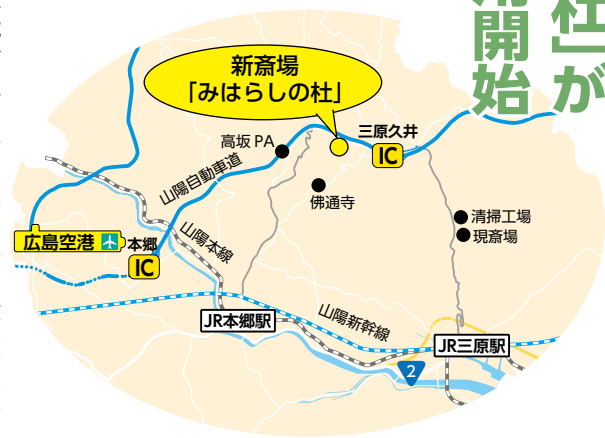 杜」が
用開始
新斎場
「みはらしの杜」
三原久井
IC
高坂PA
佛通寺
山陽自動車道
清掃工場
現斎場
広島空港
本郷
IC
山陽本線
JR本郷駅
山陽新幹線
JR三原駅
2